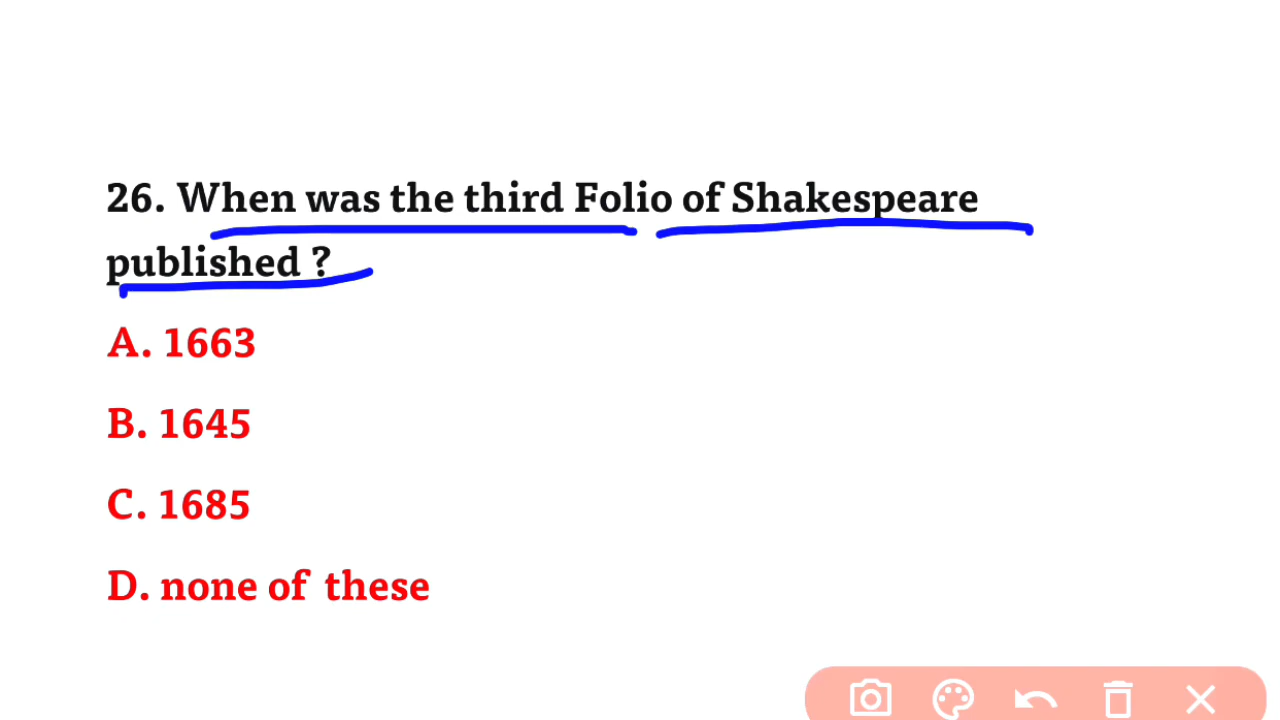 26. When was the third Folio of Shakespeare
published ?
A. 1663
B. 1645
C. 1685
D. none of these